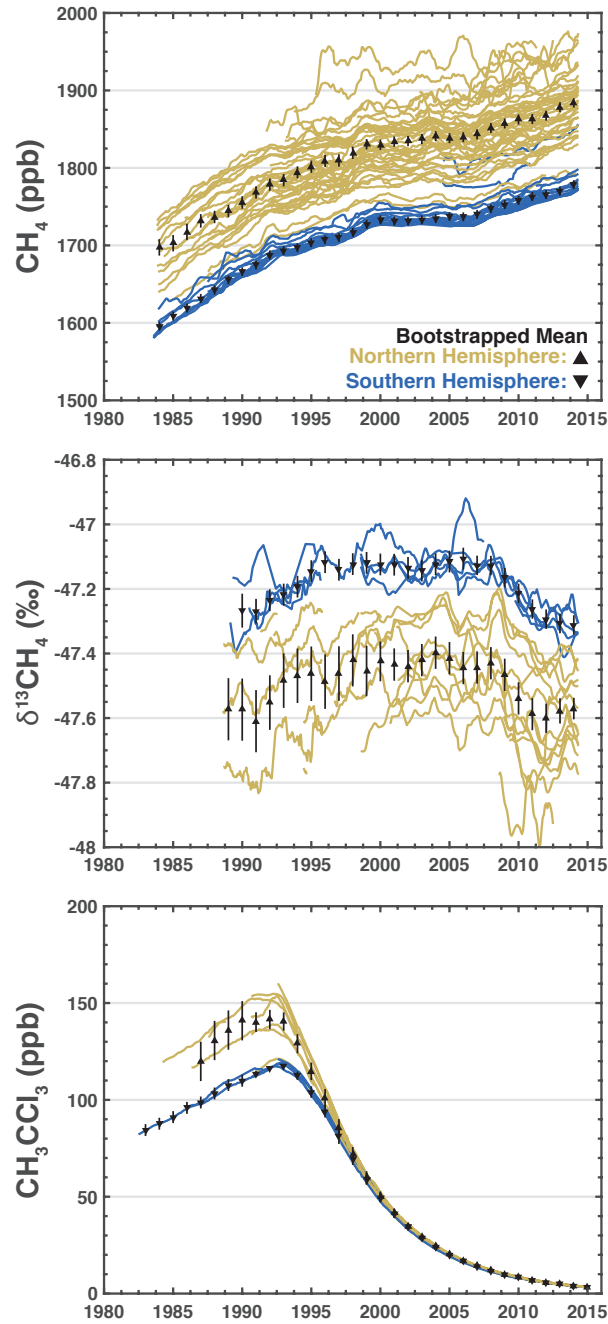 2000
1900
1800
1700
1600
1500
CH₄ (ppb)
Bootstrapped Mean
Northern Hemisphere: ▲
Southern Hemisphere: ▼
1980 1985 1990 1995 2000 2005 2010 2015
-46.8
-47
-47.2
-47.4
-47.6
-47.8
-48
δ¹³CH₄ (‰)
1980 1985 1990 1995 2000 2005 2010 2015
200
150
100
50
0
CH₃CCl₃ (ppb)
1980 1985 1990 1995 2000 2005 2010 2015